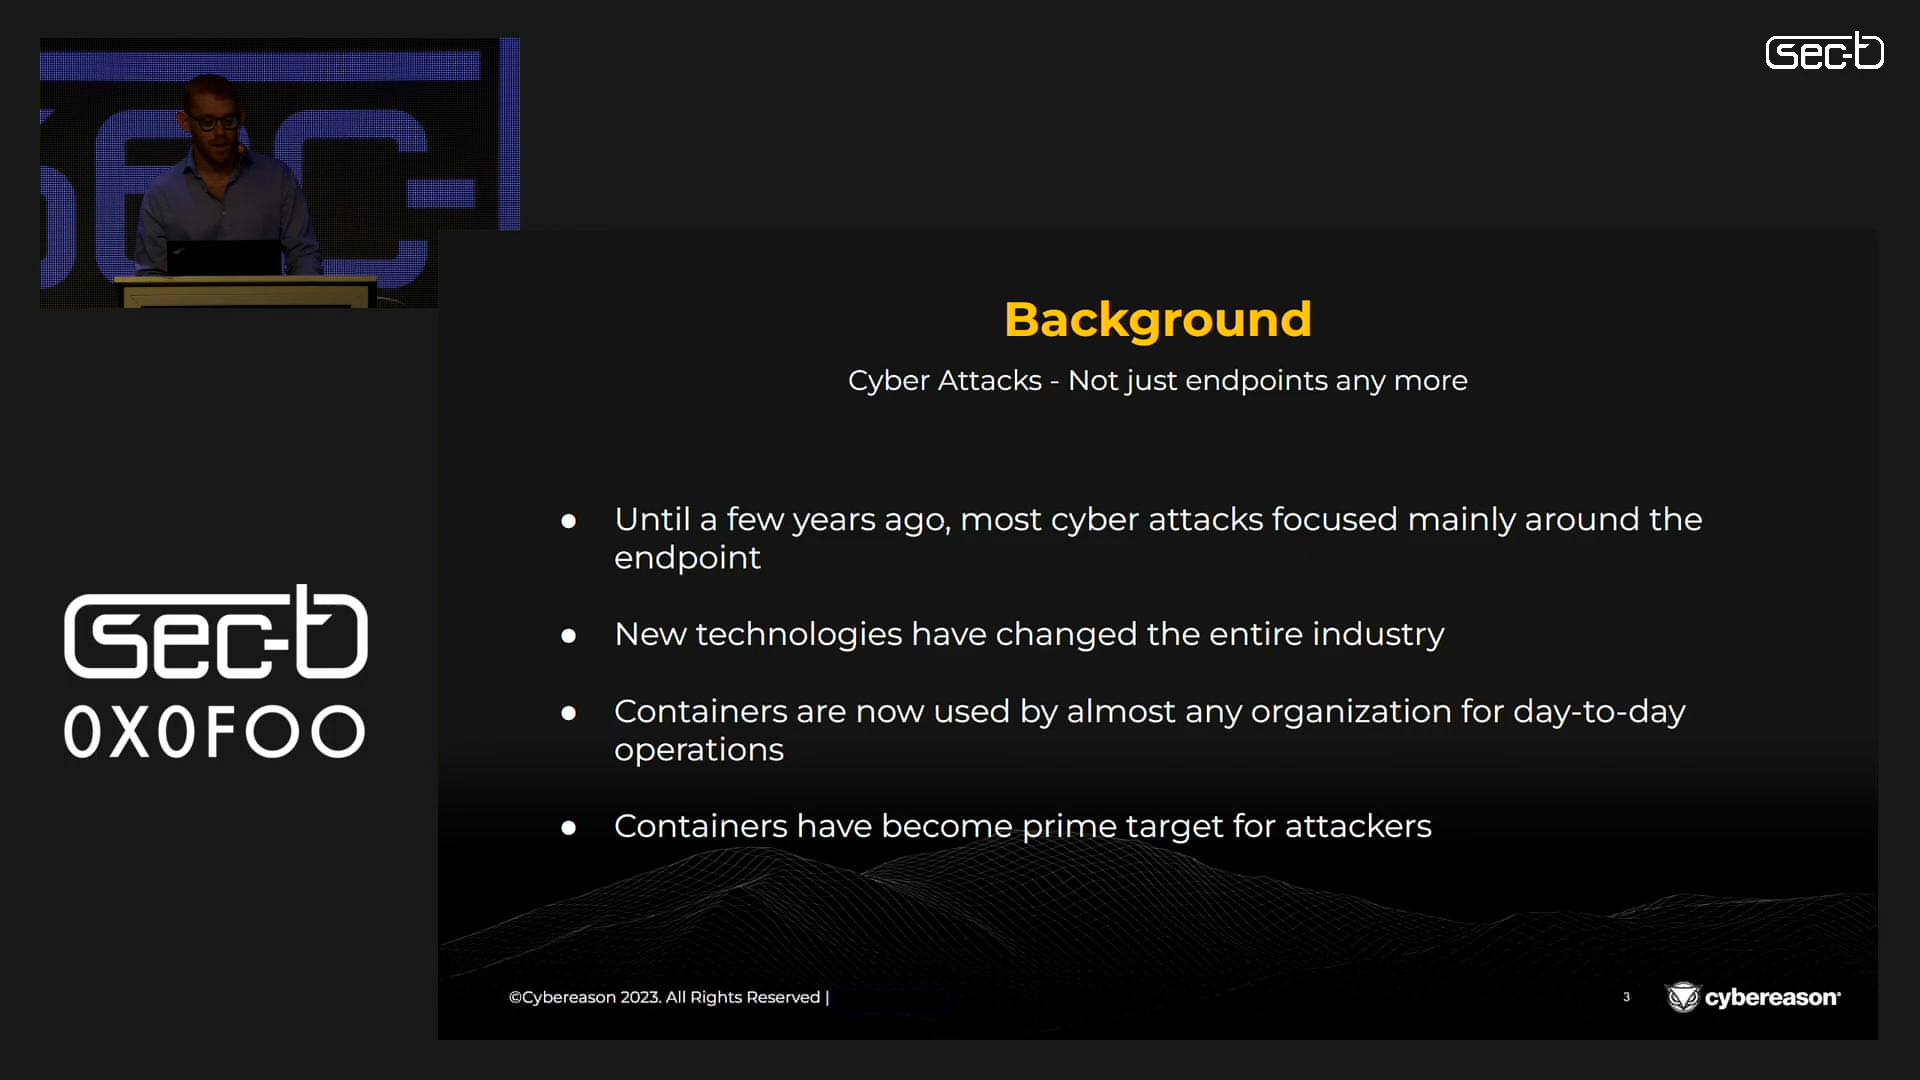 sec-t
SEC-
Background
Cyber Attacks - Not just endpoints any more
● Until a few years ago, most cyber attacks focused mainly around the
endpoint
● New technologies have changed the entire industry
● Containers are now used by almost any organization for day-to-day
operations
● Containers have become prime target for attackers
sec-t
0X0FOO
©Cybereason 2023. All Rights Reserved |
3
cybereason